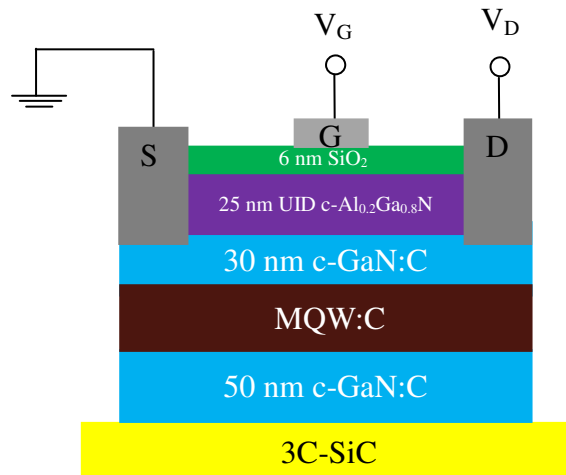 V_G V_D
S G D
6 nm SiO₂
25 nm UID c-Al₀.₂Ga₀.₈N
30 nm c-GaN:C
MQW:C
50 nm c-GaN:C
3C-SiC